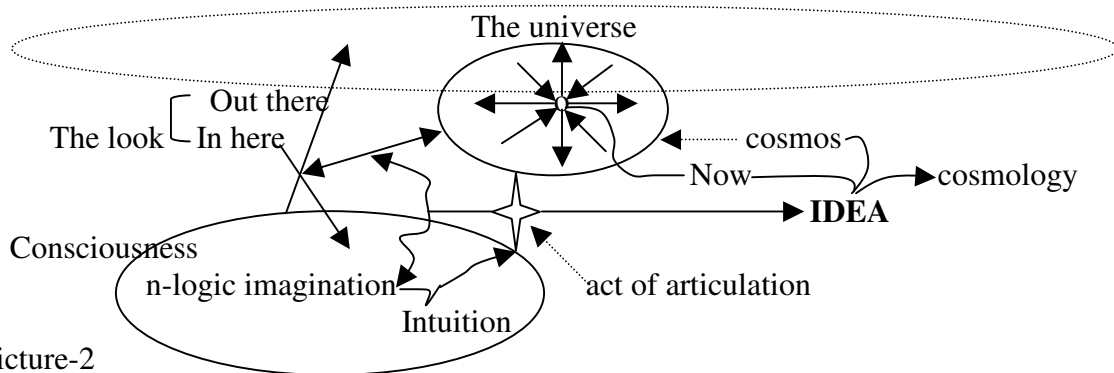 The universe
Out there
The look In here
cosmos
Now cosmology
IDEA
Consciousness
n-logic imagination act of articulation
Intuition
icture-2